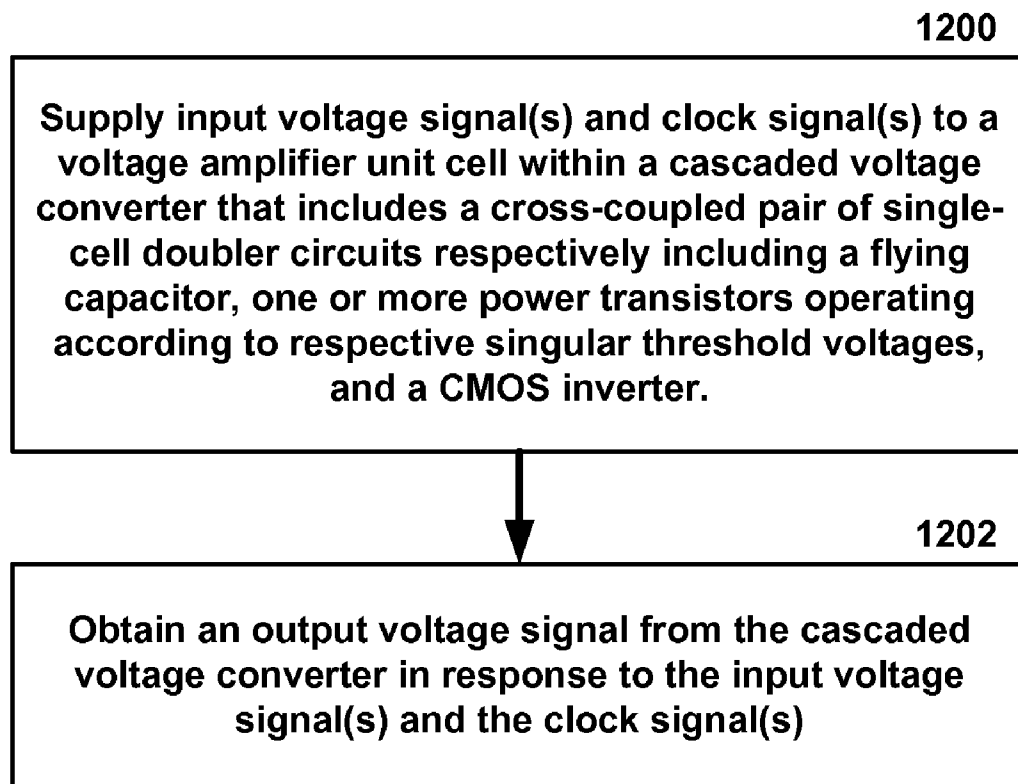 1200
Supply input voltage signal(s) and clock signal(s) to a
voltage amplifier unit cell within a cascaded voltage
converter that includes a cross-coupled pair of single-
cell doubler circuits respectively including a flying
capacitor, one or more power transistors operating
according to respective singular threshold voltages,
and a CMOS inverter.
1202
Obtain an output voltage signal from the cascaded
voltage converter in response to the input voltage
signal(s) and the clock signal(s)